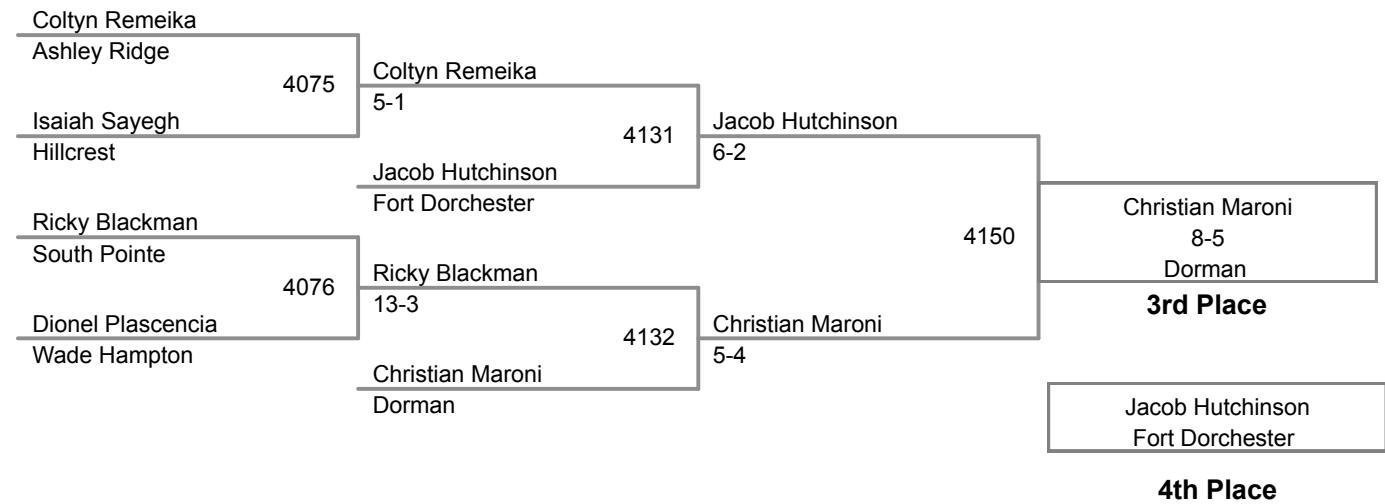 Coltyn Remeika
Ashley Ridge
4075
Isaiah Sayegh
Hillcrest
Ricky Blackman
South Pointe
4076
Dionel Plascencia
Wade Hampton
Coltyn Remeika
5-1
4131
Jacob Hutchinson
Fort Dorchester
Ricky Blackman
13-3
4132
Christian Maroni
Dorman
Jacob Hutchinson
6-2
4150
Christian Maroni
5-4
Christian Maroni
8-5
Dorman
3rd Place
Jacob Hutchinson
Fort Dorchester
4th Place